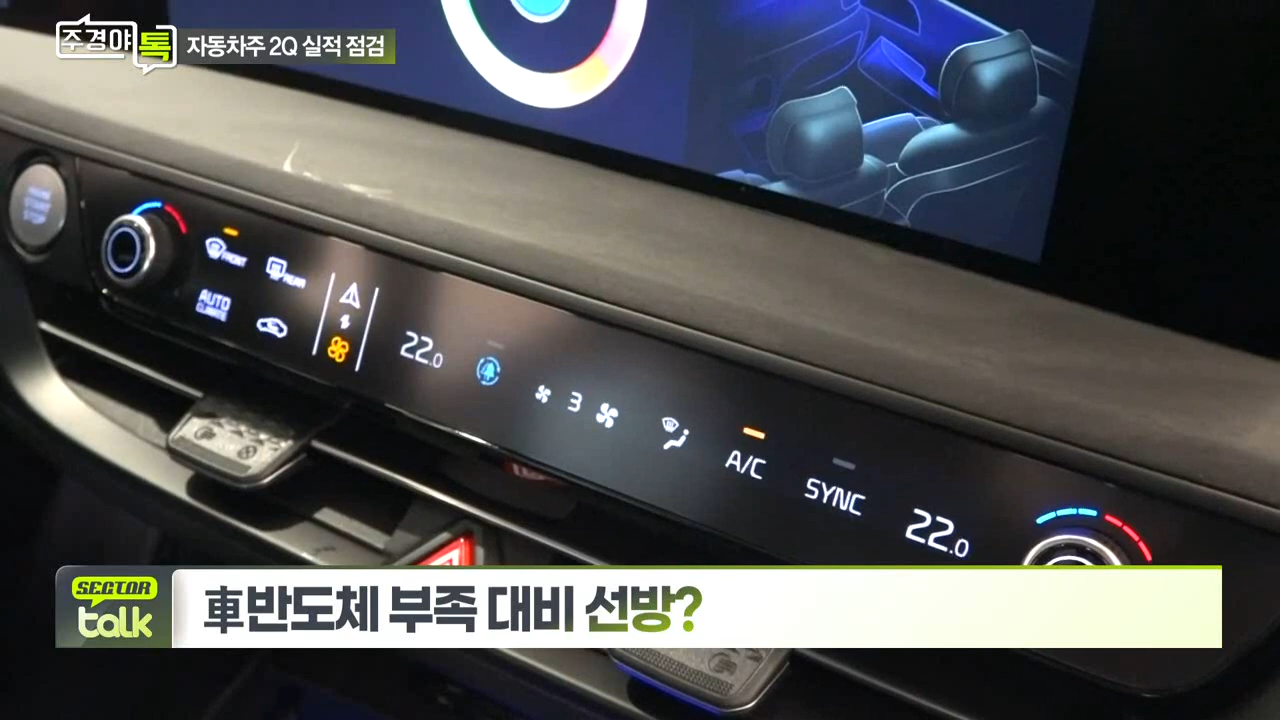 주경야톡 자동차주 2Q 실적 점검
FRONT
REAR
AUTO
CLIMATE
22.0
3
A/C
SYNC
22.0
SECTOR talk
車반도체 부족 대비 선방?